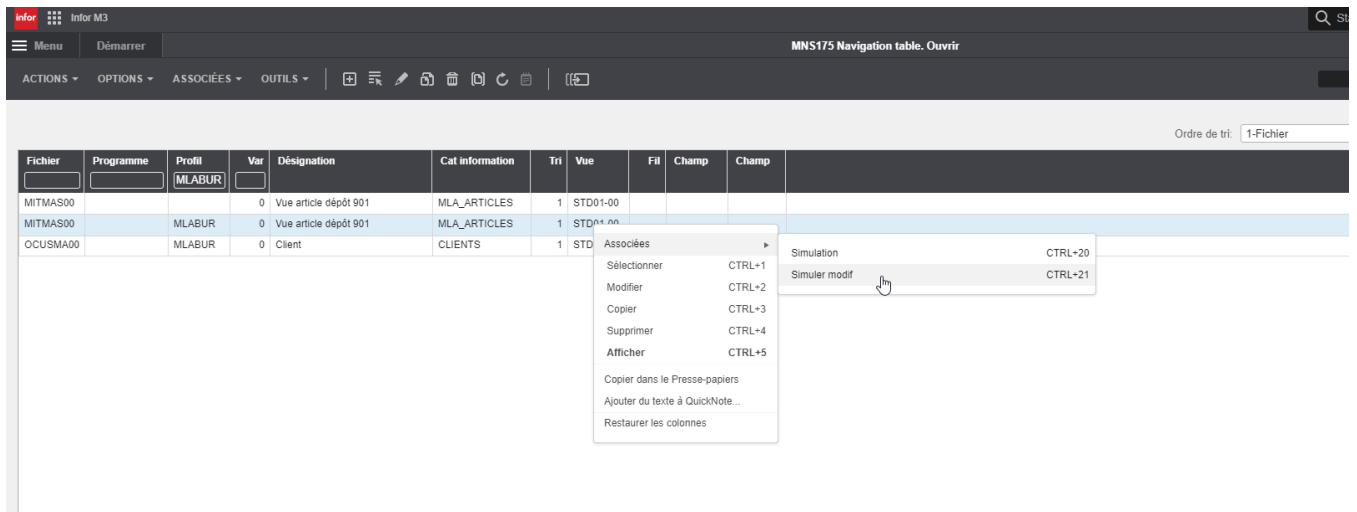 infor Infor M3 Sta
Menu Démarrer MNS175 Navigation table. Ouvrir
ACTIONS OPTIONS ASSOCIÉES OUTILS
Ordre de tri: 1-Fichier
Fichier Programme Profil Var Désignation Cat information Tri Vue Fil Champ Champ
MLABUR
MITMAS00 0 Vue article dépôt 901 MLA_ARTICLES 1 STD01-00
MITMAS00 MLABUR 0 Vue article dépôt 901 MLA_ARTICLES 1 STD01-00
OCUSMA00 MLABUR 0 Client CLIENTS 1 STD
Associées
Sélectionner CTRL+1
Modifier CTRL+2
Copier CTRL+3
Supprimer CTRL+4
Afficher CTRL+5
Copier dans le Presse-papiers
Ajouter du texte à QuickNote...
Restaurer les colonnes
Simulation CTRL+20
Simuler modif CTRL+21